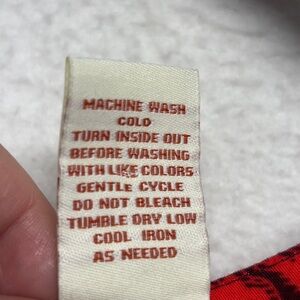 MACHINE WASH
COLD
TURN INSIDE OUT
BEFORE WASHING
WITH LIKE COLORS
GENTLE CYCLE
DO NOT BLEACH
TUMBLE DRY LOW
COOL IRON
AS NEEDED